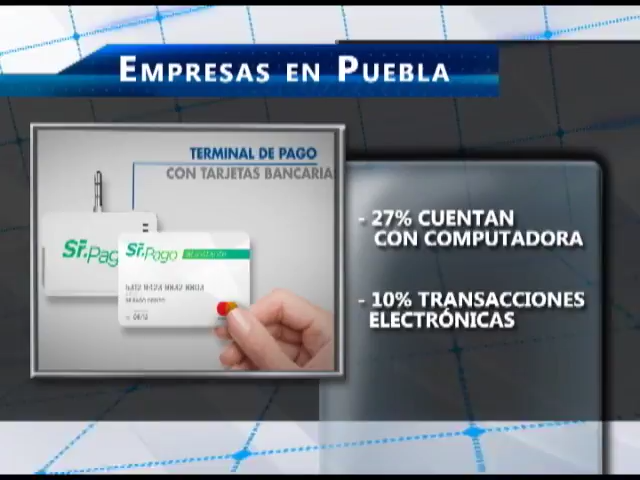 EMPRESAS EN PUEBLA
TERMINAL DE PAGO
CON TARJETAS BANCARIA
Sr.Pag
Sr.Pago
- 27% CUENTAN
CON COMPUTADORA
- 10% TRANSACCIONES
ELECTRÓNICAS